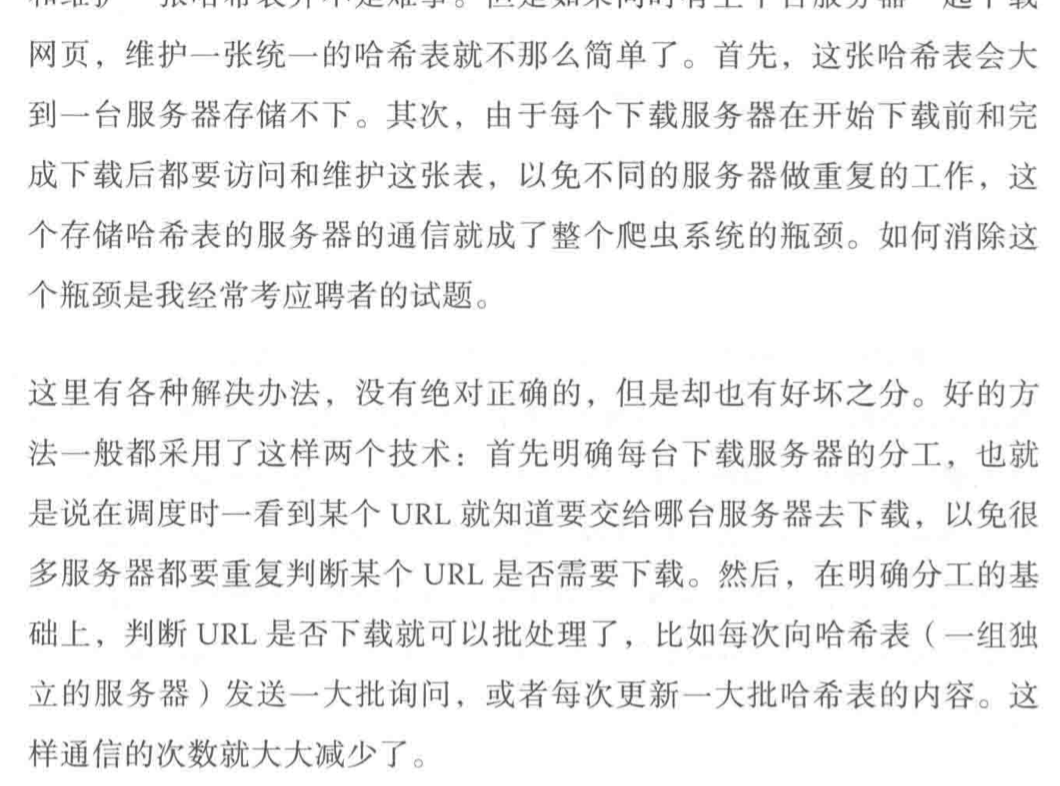 网页，维护一张统一的哈希表就不那么简单了。首先，这张哈希表会大
到一台服务器存储不下。其次，由于每个下载服务器在开始下载前和完
成下载后都要访问和维护这张表，以免不同的服务器做重复的工作，这
个存储哈希表的服务器的通信就成了整个爬虫系统的瓶颈。如何消除这
个瓶颈是我经常考应聘者的试题。
这里有各种解决办法，没有绝对正确的，但是却也有好坏之分。好的方
法一般都采用了这样两个技术：首先明确每台下载服务器的分工，也就
是说在调度时一看到某个 URL 就知道要交给哪台服务器去下载，以免很
多服务器都要重复判断某个 URL 是否需要下载。然后，在明确分工的基
础上，判断 URL 是否下载就可以批处理了，比如每次向哈希表（一组独
立的服务器）发送一大批询问，或者每次更新一大批哈希表的内容。这
样通信的次数就大大减少了。